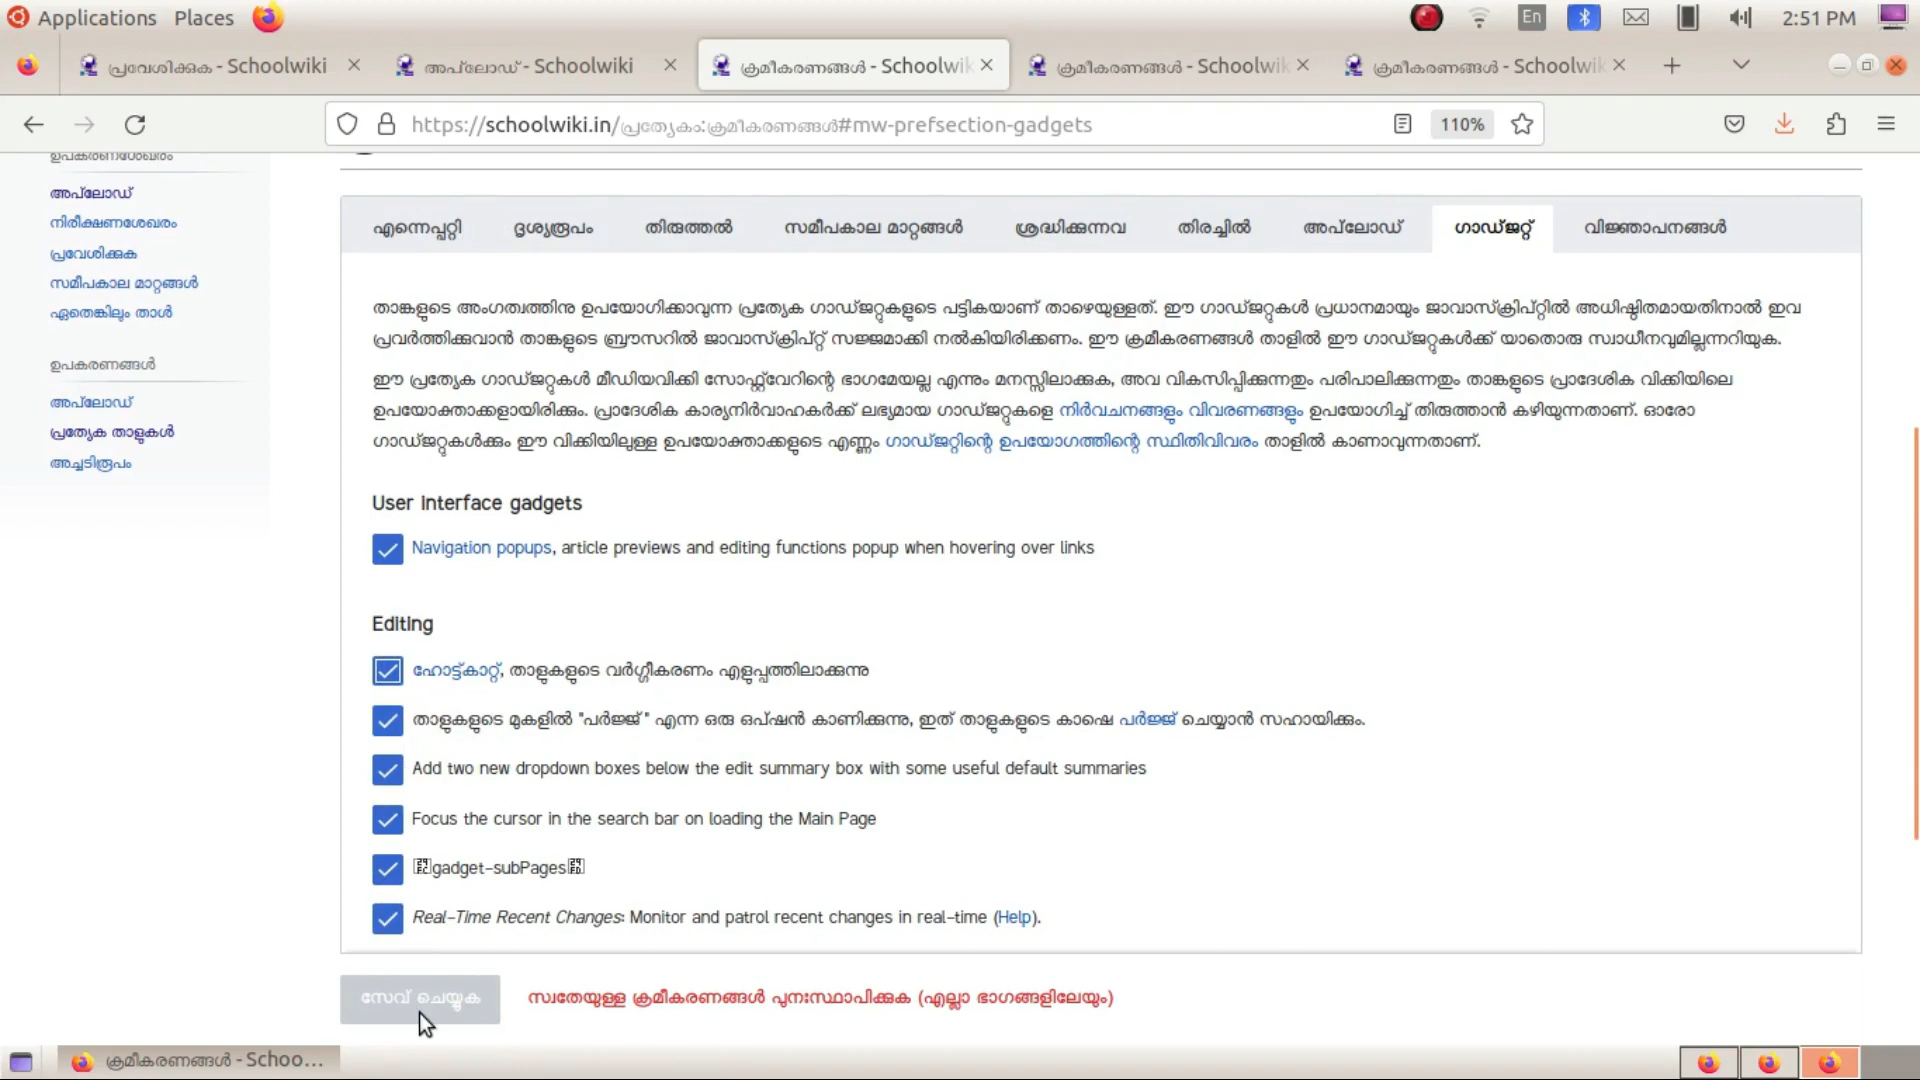 Applications Places En 2:51 PM
പ്രവേശിക്കുക - Schoolwiki അപ്‌ലോഡ് - Schoolwiki ക്രമീകരണങ്ങൾ - Schoolwik ക്രമീകരണങ്ങൾ - Schoolwik ക്രമീകരണങ്ങൾ - Schoolwik
https://schoolwiki.in/പ്രത്യേകം:ക്രമീകരണങ്ങൾ#mw-prefsection-gadgets 110%
ഉപകരണശേഖരം
അപ്‌ലോഡ്
നിരീക്ഷണശേഖരം
പ്രവേശിക്കുക
സമീപകാല മാറ്റങ്ങൾ
ഏതെങ്കിലും താൾ
ഉപകരണങ്ങൾ
അപ്‌ലോഡ്
പ്രത്യേക താളുകൾ
അച്ചടിരൂപം
എന്നെപ്പറ്റി ദൃശ്യരൂപം തിരുത്തൽ സമീപകാല മാറ്റങ്ങൾ ശ്രദ്ധിക്കുന്നവ തിരച്ചിൽ അപ്‌ലോഡ് ഗാഡ്ജറ്റ് വിജ്ഞാപനങ്ങൾ
താങ്കളുടെ അംഗത്വത്തിനു ഉപയോഗിക്കാവുന്ന പ്രത്യേക ഗാഡ്ജറ്റുകളുടെ പട്ടികയാണ് താഴെയുള്ളത്. ഈ ഗാഡ്ജറ്റുകൾ പ്രധാനമായും ജാവാസ്ക്രിപ്റ്റിൽ അധിഷ്ഠിതമായതിനാൽ ഇവ
പ്രവർത്തിക്കുവാൻ താങ്കളുടെ ബ്രൗസറിൽ ജാവാസ്ക്രിപ്റ്റ് സജ്ജമാക്കി നൽകിയിരിക്കണം. ഈ ക്രമീകരണങ്ങൾ താളിൽ ഈ ഗാഡ്ജറ്റുകൾക്ക് യാതൊരു സ്വാധീനവുമില്ലന്നറിയുക.
ഈ പ്രത്യേക ഗാഡ്ജറ്റുകൾ മീഡിയവിക്കി സോഫ്റ്റ്‌വേറിന്റെ ഭാഗമേയല്ല എന്നും മനസ്സിലാക്കുക, അവ വികസിപ്പിക്കുന്നതും പരിപാലിക്കുന്നതും താങ്കളുടെ പ്രാദേശിക വിക്കിയിലെ
ഉപയോക്താക്കളായിരിക്കും. പ്രാദേശിക കാര്യനിർവാഹകർക്ക് ലഭ്യമായ ഗാഡ്ജറ്റുകളെ നിർവചനങ്ങളും വിവരണങ്ങളും ഉപയോഗിച്ച് തിരുത്താൻ കഴിയുന്നതാണ്. ഓരോ
ഗാഡ്ജറ്റുകൾക്കും ഈ വിക്കിയിലുള്ള ഉപയോക്താക്കളുടെ എണ്ണം ഗാഡ്ജറ്റിന്റെ ഉപയോഗത്തിന്റെ സ്ഥിതിവിവരം താളിൽ കാണാവുന്നതാണ്.
User interface gadgets
Navigation popups, article previews and editing functions popup when hovering over links
Editing
ഹോട്ട്കാറ്റ്, താളുകളുടെ വർഗ്ഗീകരണം എളുപ്പത്തിലാക്കുന്നു
താളുകളുടെ മുകളിൽ "പർജ്ജ്" എന്ന ഒരു ഒപ്ഷൻ കാണിക്കുന്നു, ഇത് താളുകളുടെ കാഷെ പർജ്ജ് ചെയ്യാൻ സഹായിക്കും.
Add two new dropdown boxes below the edit summary box with some useful default summaries
Focus the cursor in the search bar on loading the Main Page
gadget-subPages
Real-Time Recent Changes: Monitor and patrol recent changes in real-time (Help).
സേവ് ചെയ്യുക സ്വതേയുള്ള ക്രമീകരണങ്ങൾ പുനഃസ്ഥാപിക്കുക (എല്ലാ ഭാഗങ്ങളിലേയും)
ക്രമീകരണങ്ങൾ - Schoo...